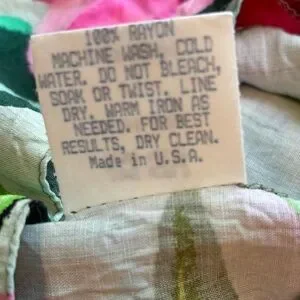 100% RAYON
MACHINE WASH, COLD
WATER. DO NOT BLEACH,
SOAK OR TWIST. LINE
DRY. WARM IRON AS
NEEDED. FOR BEST
RESULTS, DRY CLEAN.
Made in U.S.A.